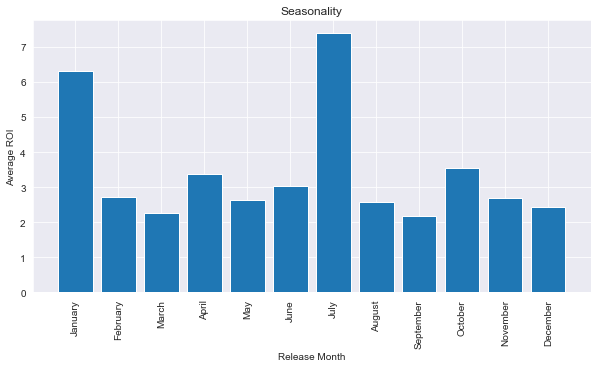 Seasonality
Average ROI
7
6
5
4
3
2
1
0
January
February
March
April
May
June
July
August
September
October
November
December
Release Month